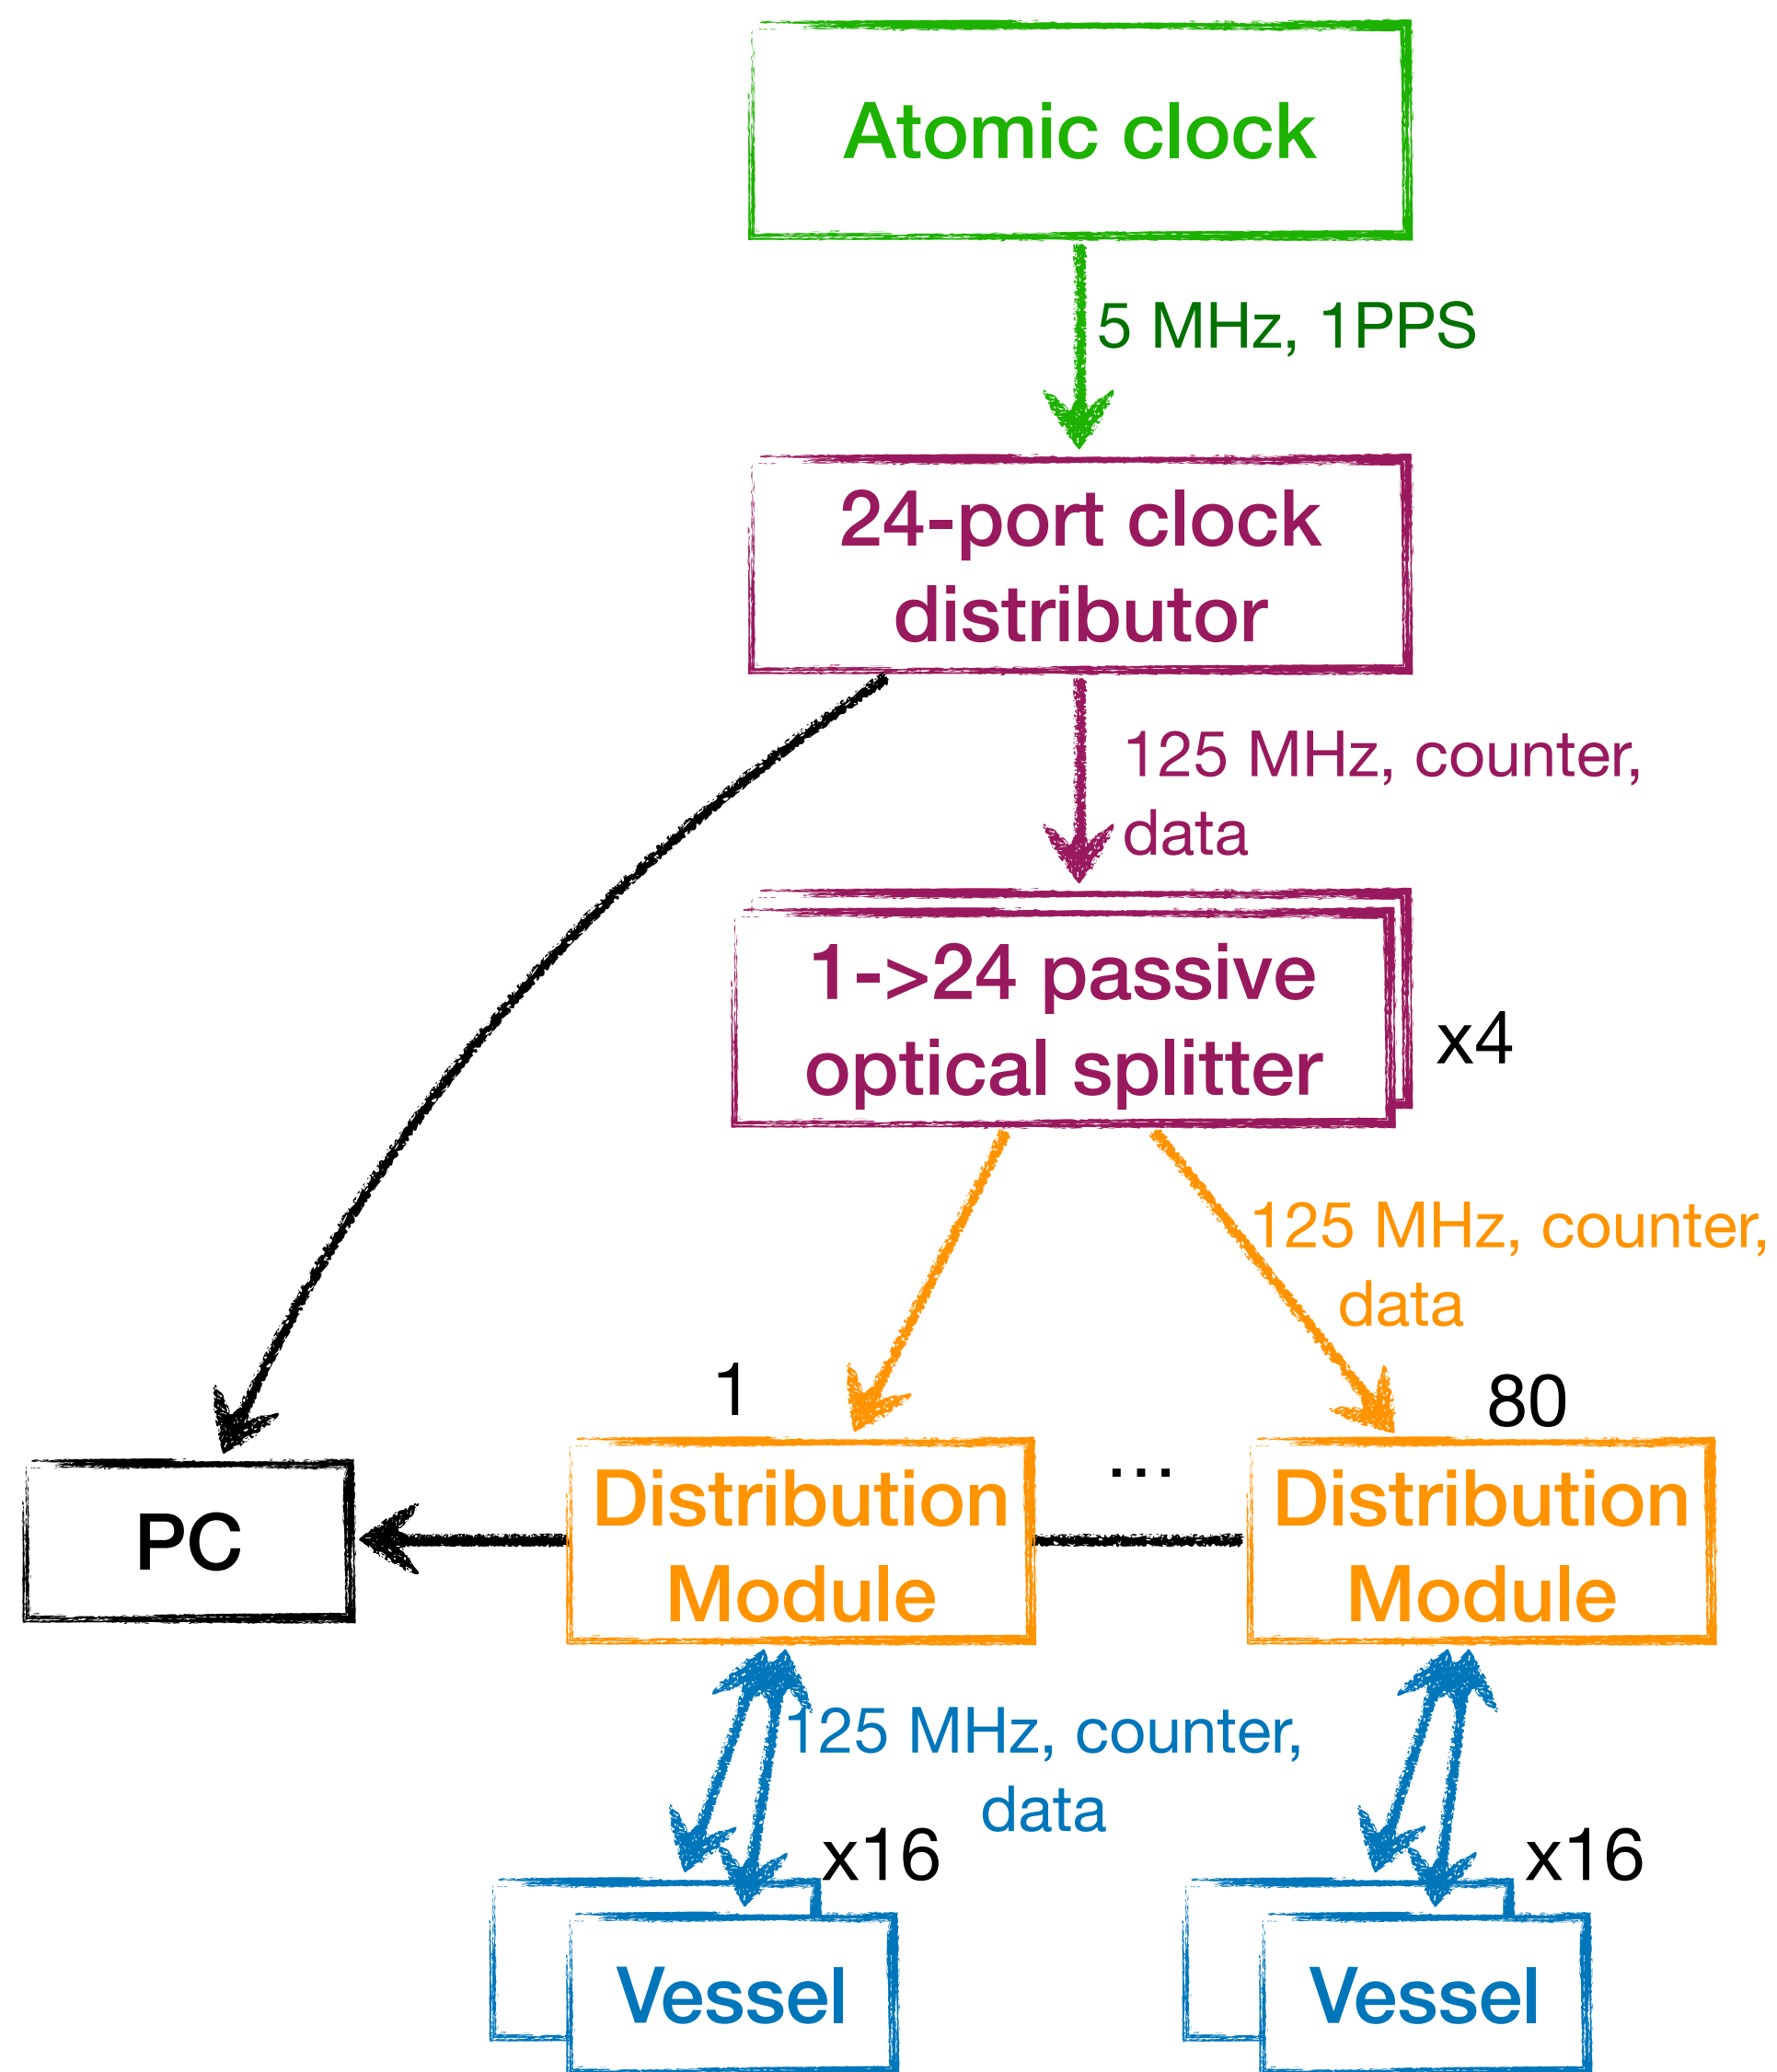 Atomic clock
5 MHz, 1PPS
24-port clock
distributor
125 MHz, counter,
data
1->24 passive
optical splitter
x4
125 MHz, counter,
data
1
80
...
PC
Distribution
Module
Distribution
Module
125 MHz, counter,
data
x16
x16
Vessel
Vessel